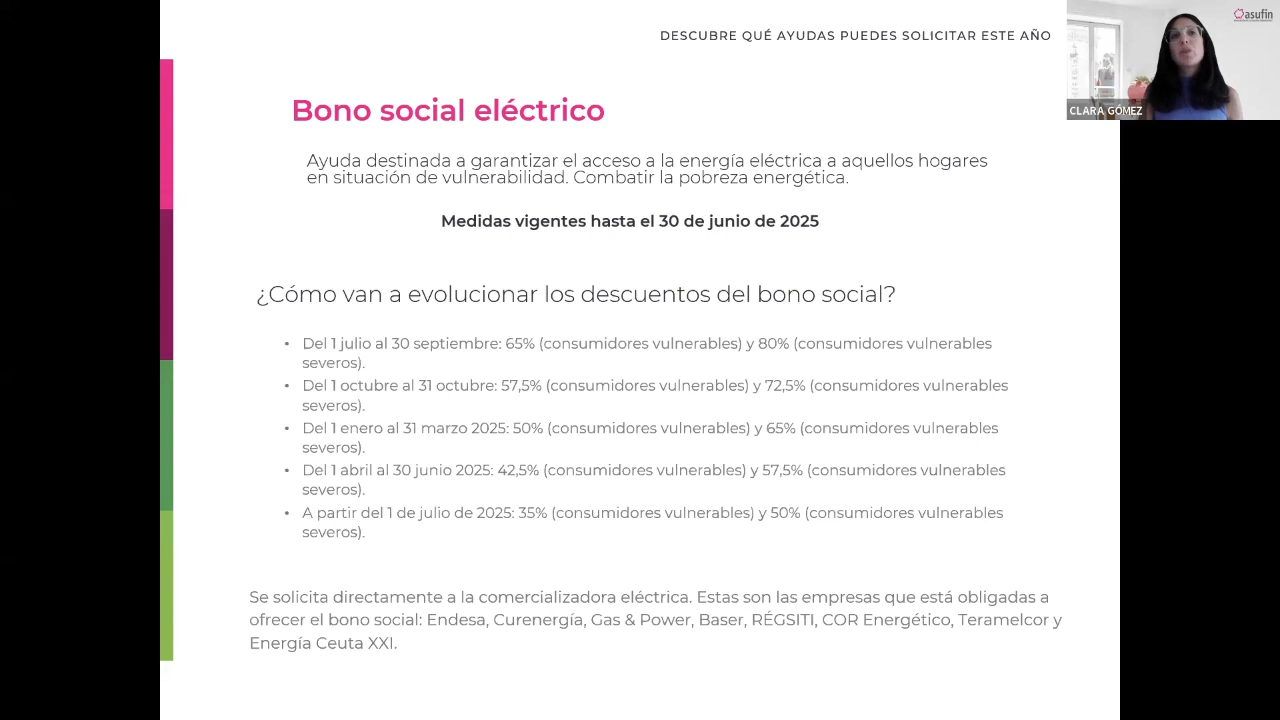 DESCUBRE QUÉ AYUDAS PUEDES SOLICITAR ESTE AÑO
asufin
CLARA GÓMEZ
Bono social eléctrico
Ayuda destinada a garantizar el acceso a la energía eléctrica a aquellos hogares
en situación de vulnerabilidad. Combatir la pobreza energética.
Medidas vigentes hasta el 30 de junio de 2025
¿Cómo van a evolucionar los descuentos del bono social?
• Del 1 julio al 30 septiembre: 65% (consumidores vulnerables) y 80% (consumidores vulnerables
severos).
• Del 1 octubre al 31 octubre: 57,5% (consumidores vulnerables) y 72,5% (consumidores vulnerables
severos).
• Del 1 enero al 31 marzo 2025: 50% (consumidores vulnerables) y 65% (consumidores vulnerables
severos).
• Del 1 abril al 30 junio 2025: 42,5% (consumidores vulnerables) y 57,5% (consumidores vulnerables
severos).
• A partir del 1 de julio de 2025: 35% (consumidores vulnerables) y 50% (consumidores vulnerables
severos).
Se solicita directamente a la comercializadora eléctrica. Estas son las empresas que está obligadas a
ofrecer el bono social: Endesa, Curenergía, Gas & Power, Baser, RÉGSITI, COR Energético, Teramelcor y
Energía Ceuta XXI.